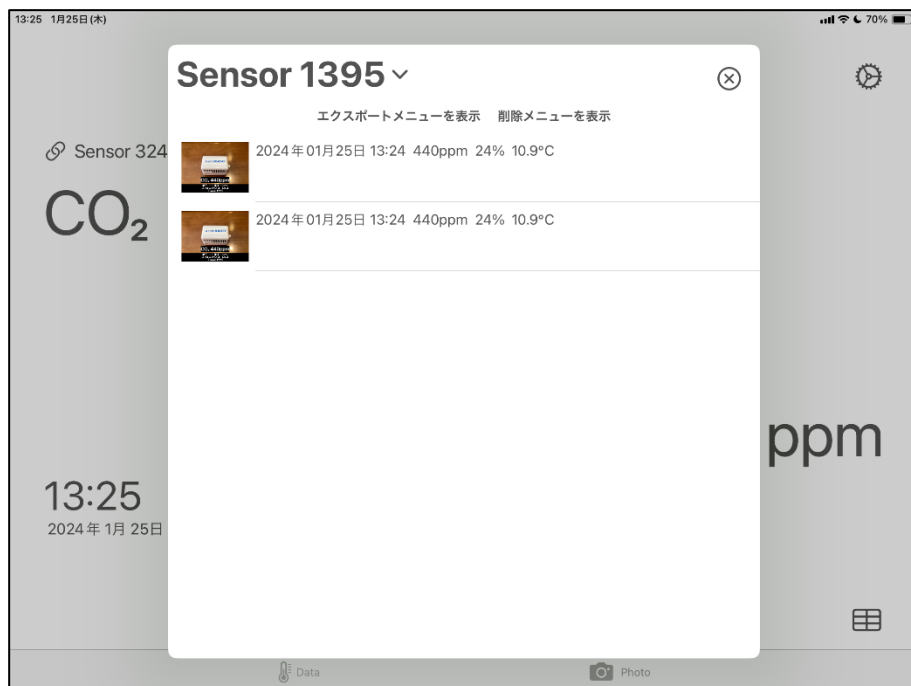 13:25 1月25日(木)
70%
Sensor 1395
エクスポートメニューを表示 削除メニューを表示
Sensor 324
2024年01月25日 13:24 440ppm 24% 10.9°C
CO₂
2024年01月25日 13:24 440ppm 24% 10.9°C
ppm
13:25
2024年 1月 25日
Data
Photo